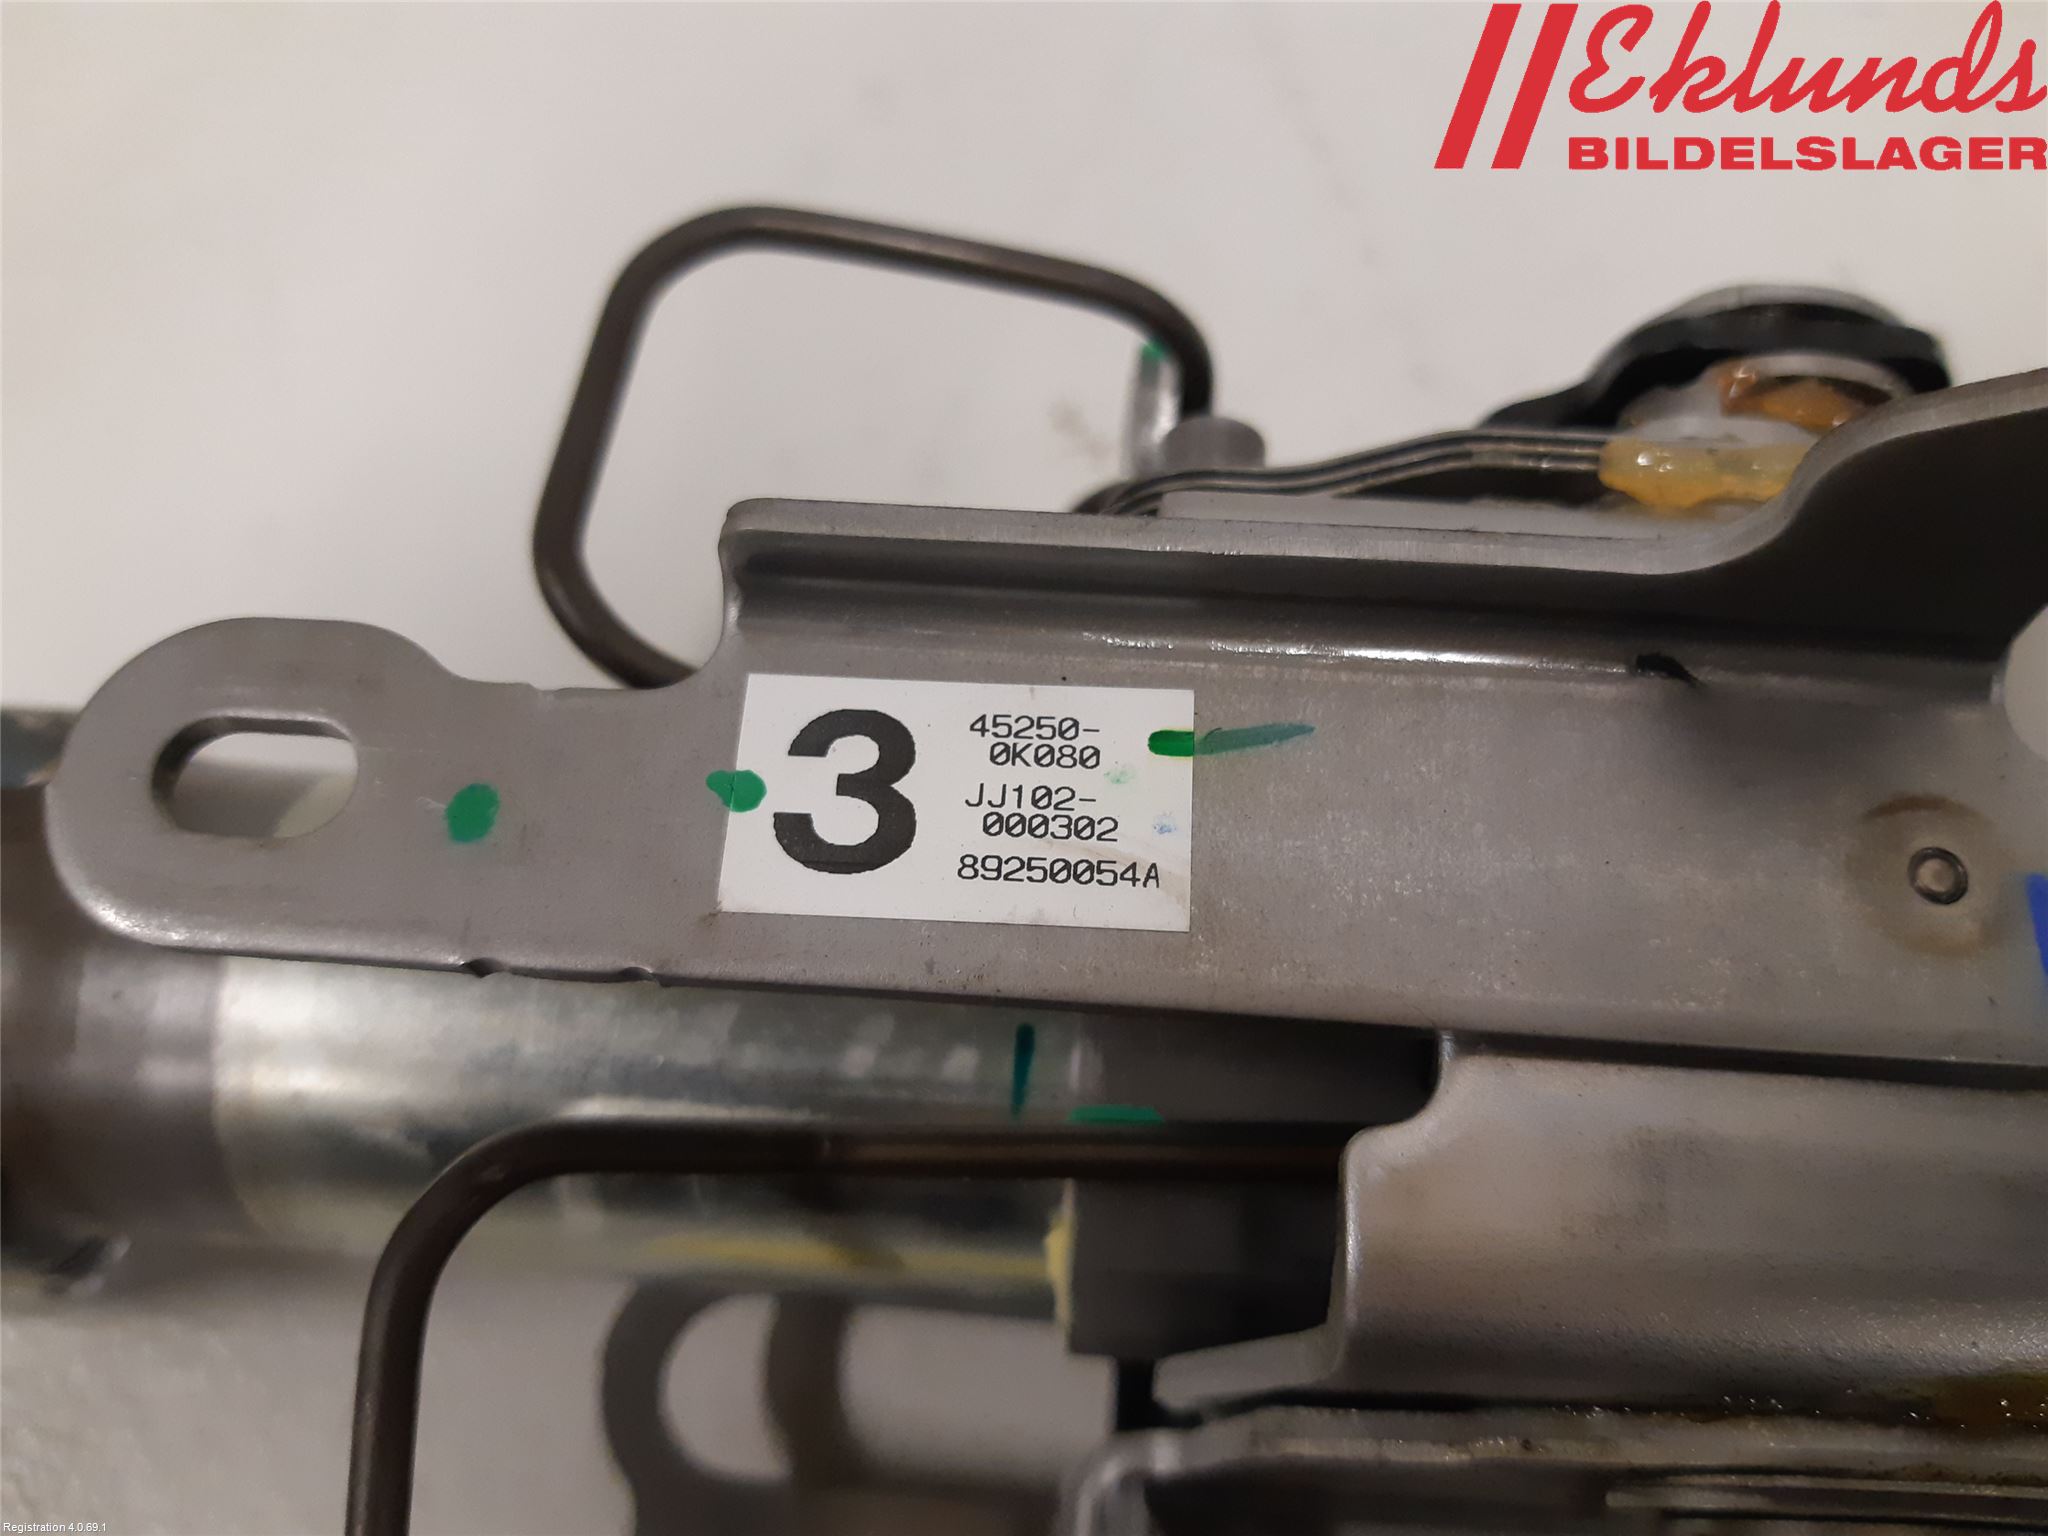 Eklunds
BILDELSLAGER
3
45250-
0K080
JJ102-
000302
89250054A
Registration 4.0.69.1